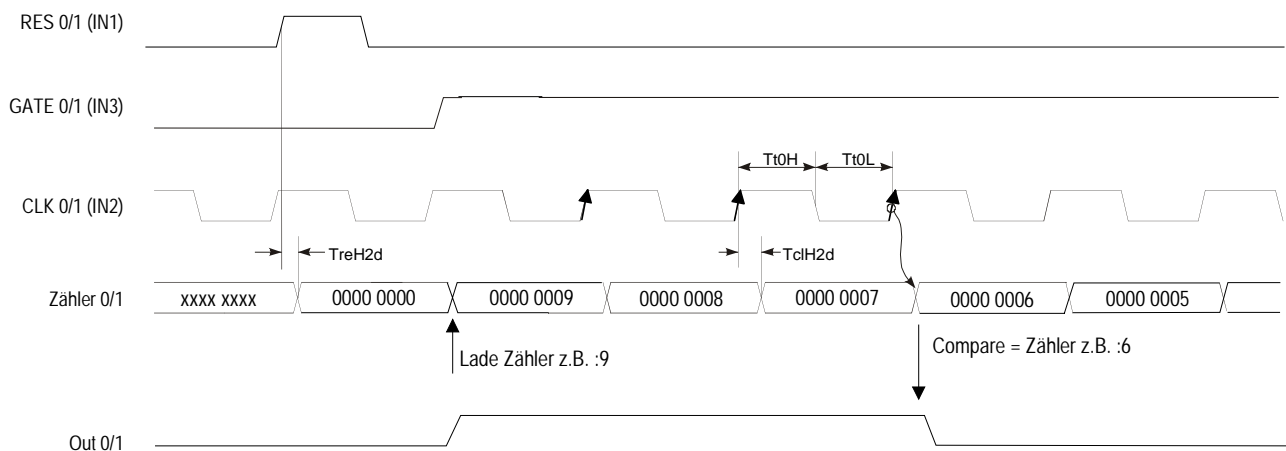 RES 0/1 (IN1)
GATE 0/1 (IN3)
Tt0H Tt0L
CLK 0/1 (IN2)
TreH2d TclH2d
Zähler 0/1 xxxx xxxx 0000 0000 0000 0009 0000 0008 0000 0007 0000 0006 0000 0005
Lade Zähler z.B. :9 Compare = Zähler z.B. :6
Out 0/1